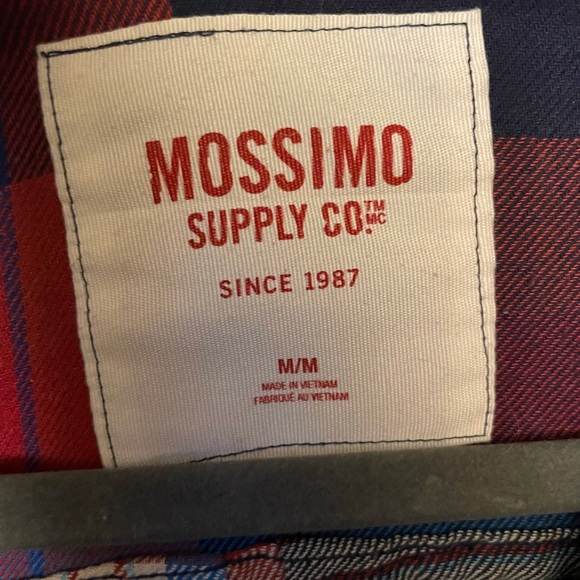 MOSSIMO
SUPPLY CO.™ MC
SINCE 1987
M/M
MADE IN VIETNAM
FABRIQUÉ AU VIETNAM